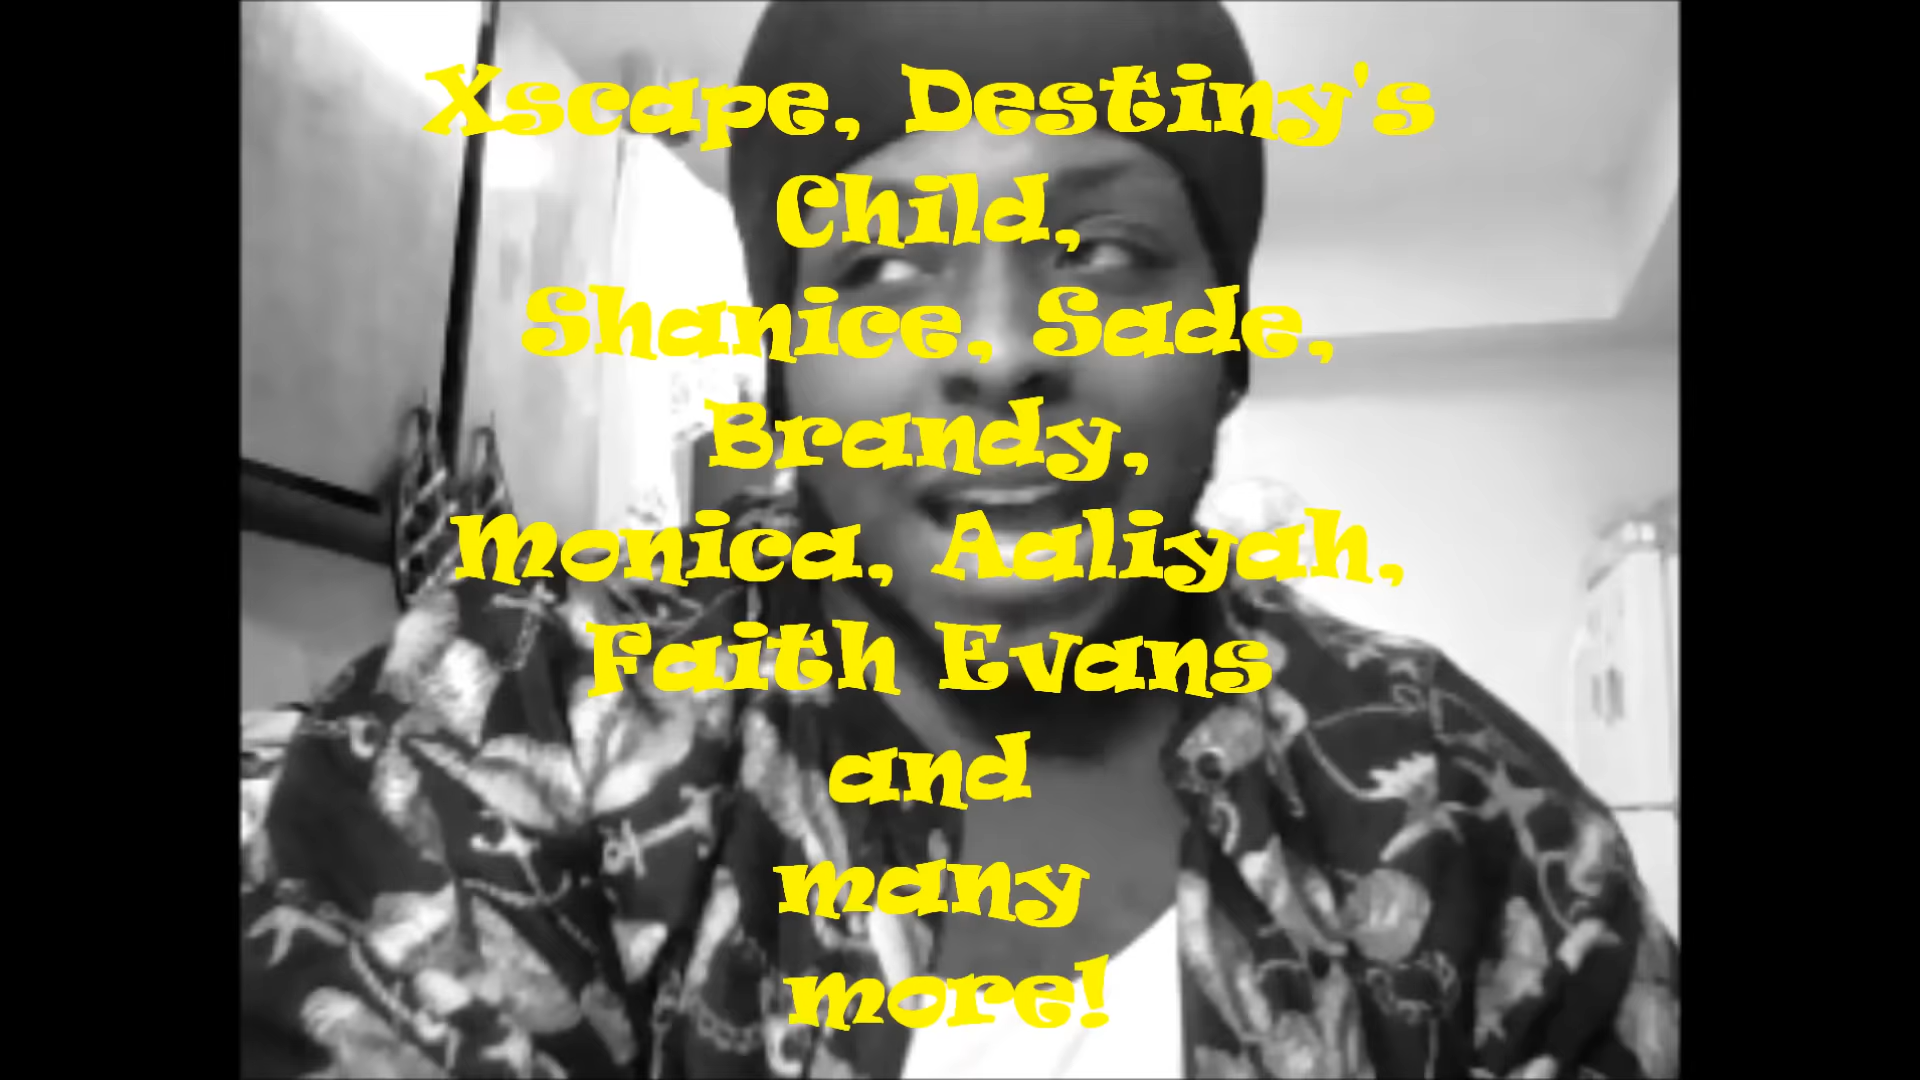 Xscape, Destiny's
Child,
Shanice, Sade,
Brandy,
Monica, Aaliyah,
Faith Evans
and
many
more!